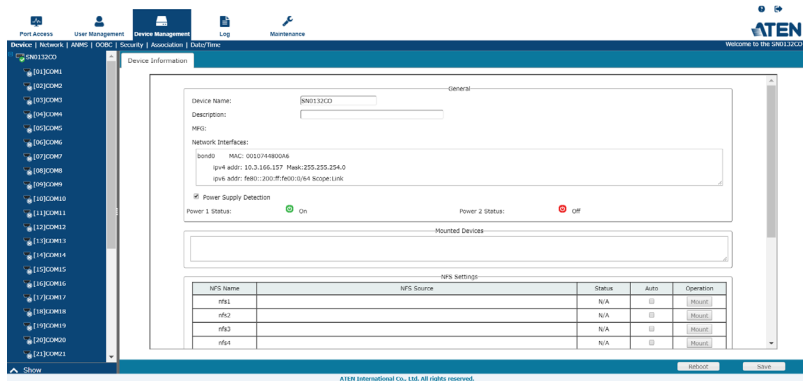 Port Access
User Management
Device Management
Log
Maintenance
ATEN
Device | Network | ANMS | OOBC | Security | Association | Date/Time
Welcome to the SN0132CO
SN0132CO
[01]COM1
[02]COM2
[03]COM3
[04]COM4
[05]COM5
[06]COM6
[07]COM7
[08]COM8
[09]COM9
[10]COM10
[11]COM11
[12]COM12
[13]COM13
[14]COM14
[15]COM15
[16]COM16
[17]COM17
[18]COM18
[19]COM19
[20]COM20
[21]COM21
Show
Device Information
General
Device Name: SN0132CO
Description:
MFG:
Network Interfaces:
bond0 MAC: 0010744800A6
ipv4 addr: 10.3.166.157 Mask:255.255.254.0
ipv6 addr: fe80::200:ff:fe00:0/64 Scope:Link
Power Supply Detection
Power 1 Status: On Power 2 Status: Off
Mounted Devices
NFS Settings
NFS Name NFS Source Status Auto Operation
nfs1 N/A Mount
nfs2 N/A Mount
nfs3 N/A Mount
nfs4 N/A Mount
Reboot Save
ATEN International Co., Ltd. All rights reserved.